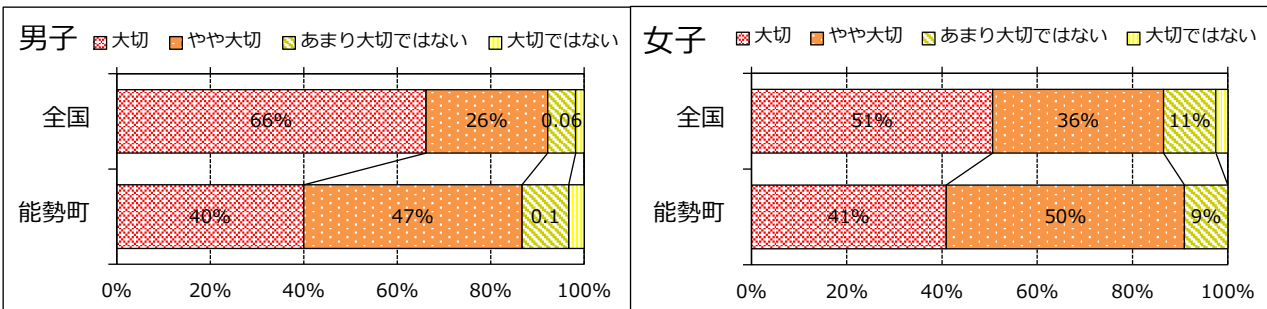 男子 大切 やや大切 あまり大切ではない 大切ではない
全国 66% 26% 0.06
能勢町 40% 47% 0.1
0% 20% 40% 60% 80% 100%
女子 大切 やや大切 あまり大切ではない 大切ではない
全国 51% 36% 11%
能勢町 41% 50% 9%
0% 20% 40% 60% 80% 100%